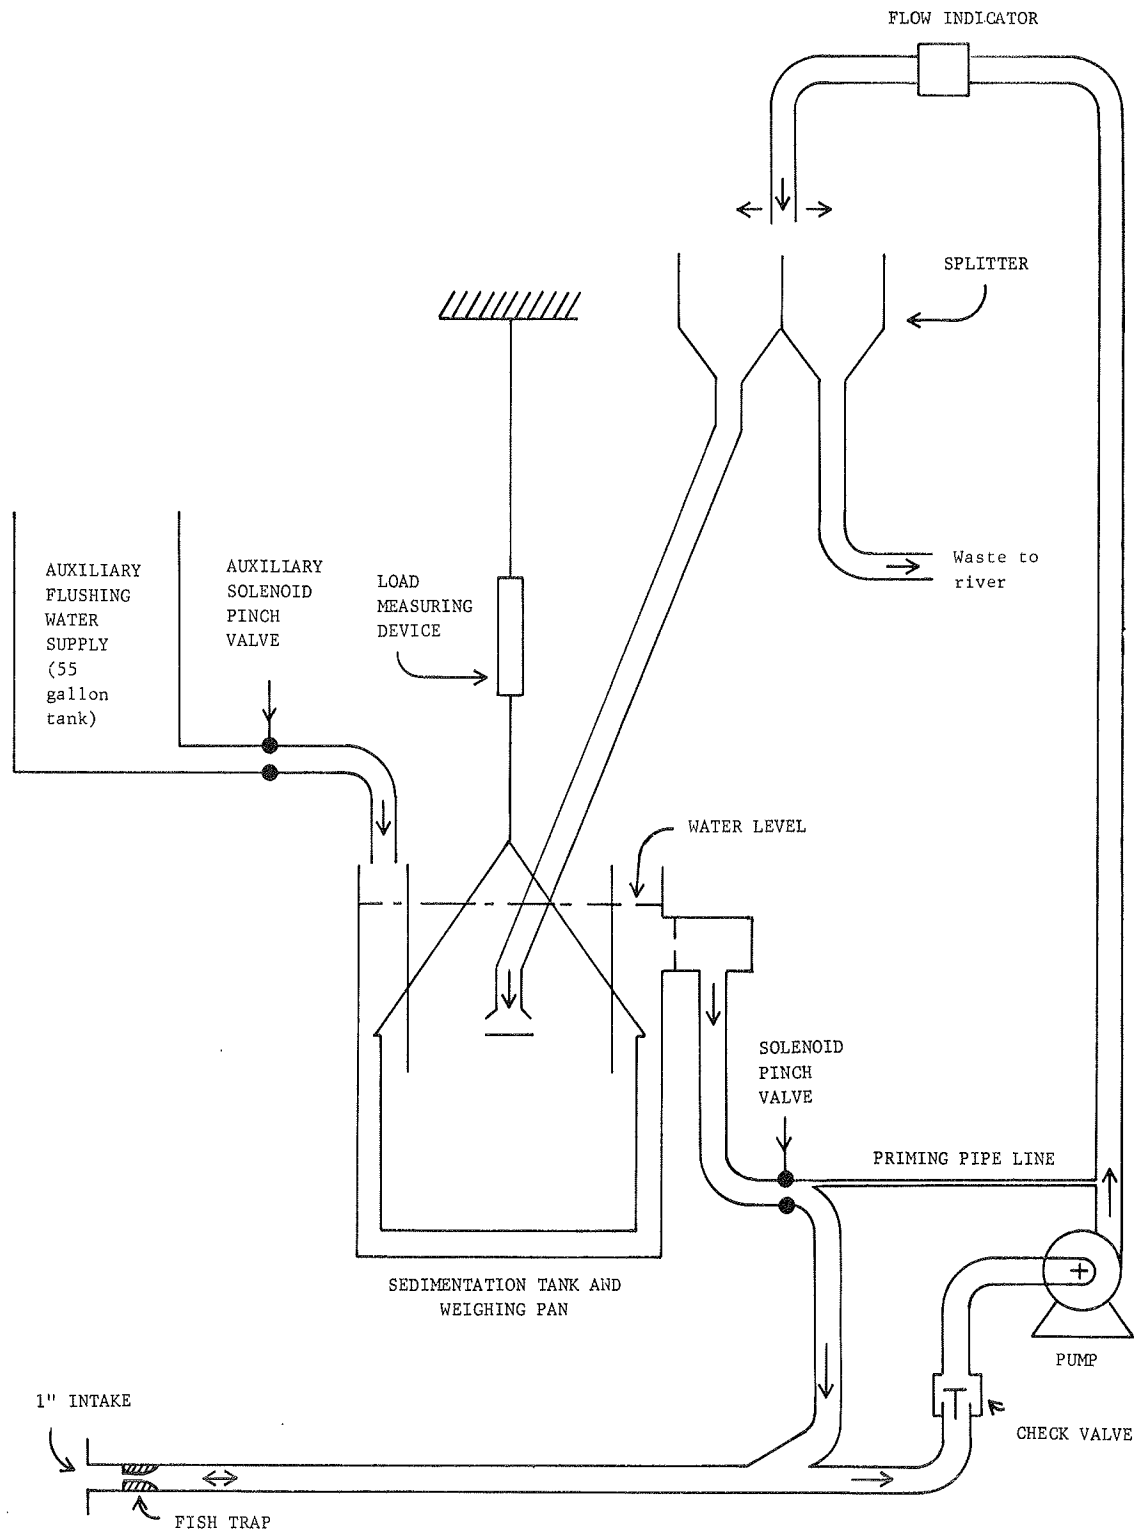 FLOW INDICATOR
SPLITTER
Waste to
river
AUXILIARY
FLUSHING
WATER
SUPPLY
(55
gallon
tank)
AUXILIARY
SOLENOID
PINCH
VALVE
LOAD
MEASURING
DEVICE
WATER LEVEL
SOLENOID
PINCH
VALVE
PRIMING PIPE LINE
SEDIMENTATION TANK AND
WEIGHING PAN
PUMP
1" INTAKE
CHECK VALVE
FISH TRAP